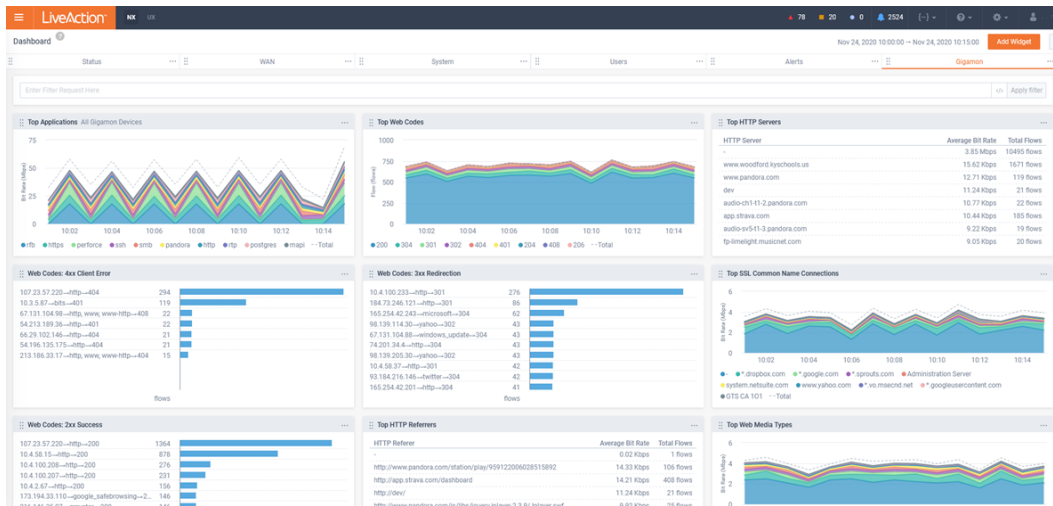 LiveAction
NX UX
78 20 0 2524
Dashboard
Nov 24, 2020 10:00:00 → Nov 24, 2020 10:15:00 Add Widget
Status WAN System Users Alerts Gigamon
Enter Filter Request Here
</> Apply filter
Top Applications All Gigamon Devices
Bit Rate (Mbps)
75
50
25
0
10:02 10:04 10:06 10:08 10:10 10:12 10:14
rfb https perforce ssh smb pandora http rtp postgres mapi Total
Top Web Codes
Flow (flows)
1000
750
500
250
0
10:02 10:04 10:06 10:08 10:10 10:12 10:14
200 304 301 302 404 401 204 408 206 Total
Top HTTP Servers
HTTP Server Average Bit Rate Total Flows
- 3.85 Mbps 10495 flows
www.woodford.kyschools.us 15.62 Kbps 1671 flows
www.pandora.com 12.71 Kbps 119 flows
dev 11.24 Kbps 21 flows
audio-ch1-t1-2.pandora.com 10.77 Kbps 22 flows
app.strava.com 10.44 Kbps 185 flows
audio-sv5-t1-3.pandora.com 9.22 Kbps 19 flows
fp-limelight.musicnet.com 9.05 Kbps 20 flows
Web Codes: 4xx Client Error
107.23.57.220→http→404 294
10.3.5.87→bits→401 119
67.131.104.98→http, www, www-http→408 22
54.213.189.36→http→401 22
66.29.102.146→http→404 21
54.196.135.175→http→404 21
213.186.33.17→http, www, www-http→404 15
flows
Web Codes: 3xx Redirection
10.4.100.233→http→301 276
184.73.246.121→http→301 86
160.254.42.243→microsoft→304 62
98.139.114.30→yahoo→302 43
67.131.104.88→windows_update→304 43
74.201.34.4→http→304 43
98.139.205.30→yahoo→302 43
10.4.58.37→http→301 42
93.184.216.146→twitter→304 42
165.254.42.201→http→304 41
flows
Top SSL Common Name Connections
Bit Rate (Mbps)
6
4
2
0
10:02 10:04 10:06 10:08 10:10 10:12 10:14
- *.dropbox.com *.google.com *.sprouts.com Administration Server
system.netsuite.com www.yahoo.com *.vo.msecnd.net *.googleusercontent.com
GTS CA 1O1 Total
Web Codes: 2xx Success
107.23.57.220→http→200 1364
10.4.58.15→http→200 878
10.4.100.208→http→200 276
10.4.100.207→http→200 231
10.4.2.67→http→200 156
173.194.33.110→google_safebrowsing→2... 146
Top HTTP Referrers
HTTP Referer Average Bit Rate Total Flows
- 0.02 Kbps 1 flows
http://www.pandora.com/station/play/959122006028515892 14.33 Kbps 106 flows
http://app.strava.com/dashboard 14.21 Kbps 408 flows
http://dev/ 11.24 Kbps 21 flows
Top Web Media Types
Bit Rate (Mbps)
6
4
2
0